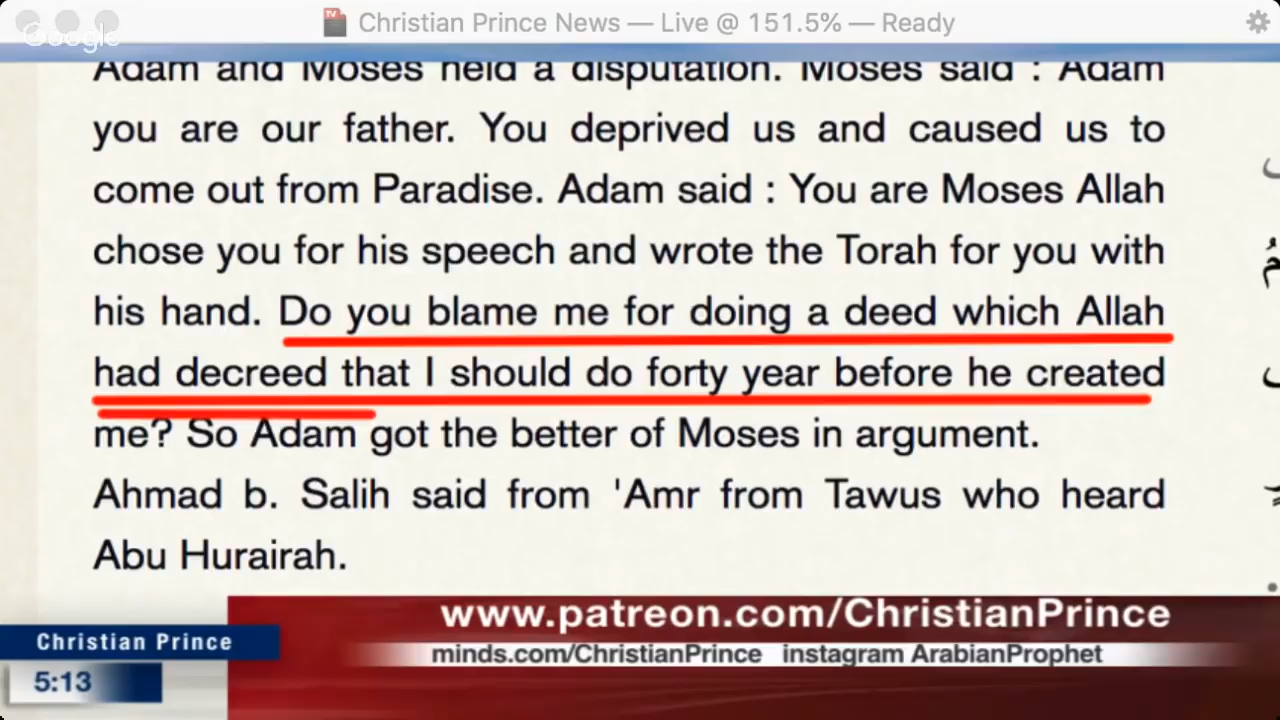 Christian Prince News — Live @ 151.5% — Ready
Google
Adam and Moses held a disputation. Moses said : Adam
you are our father. You deprived us and caused us to
come out from Paradise. Adam said : You are Moses Allah
chose you for his speech and wrote the Torah for you with
his hand. Do you blame me for doing a deed which Allah
had decreed that I should do forty year before he created
me? So Adam got the better of Moses in argument.
Ahmad b. Salih said from 'Amr from Tawus who heard
Abu Hurairah.
www.patreon.com/ChristianPrince
Christian Prince
minds.com/ChristianPrince instagram ArabianProphet
5:13